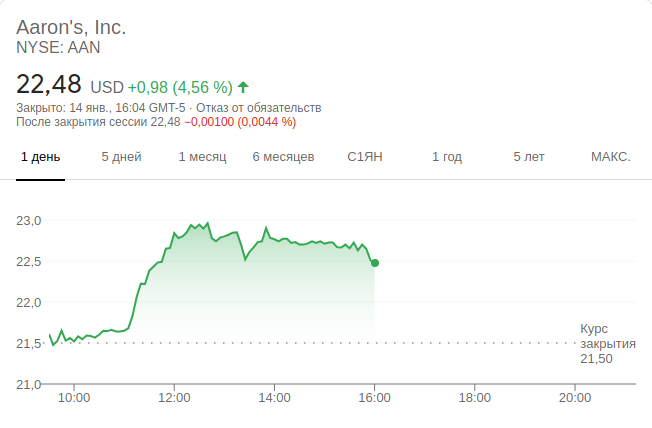 Aaron's, Inc.
NYSE: AAN
22,48 USD +0,98 (4,56 %)
Закрыто: 14 янв., 16:04 GMT-5 · Отказ от обязательств
После закрытия сессии 22,48 −0,00100 (0,0044 %)
1 день 5 дней 1 месяц 6 месяцев С1ЯН 1 год 5 лет МАКС.
23,0
22,5
22,0
21,5
21,0
Курс
закрытия
21,50
10:00 12:00 14:00 16:00 18:00 20:00